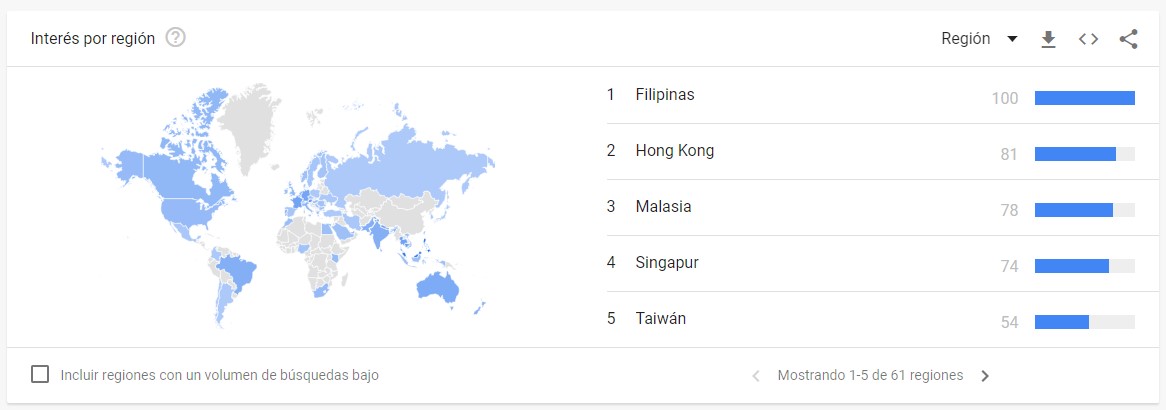 Interés por región
Región
1 Filipinas 100
2 Hong Kong 81
3 Malasia 78
4 Singapur 74
5 Taiwán 54
Incluir regiones con un volumen de búsquedas bajo
Mostrando 1-5 de 61 regiones